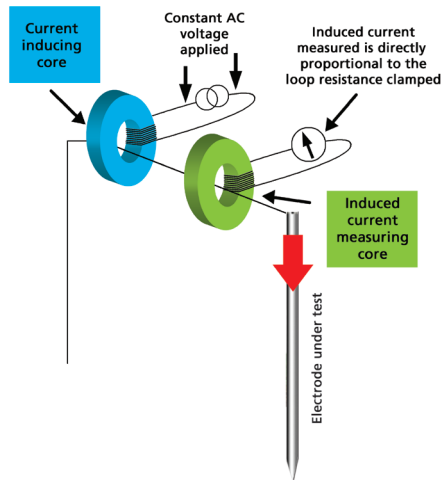 Current
inducing
core
Constant AC
voltage
applied
Induced current
measured is directly
proportional to the
loop resistance clamped
Induced
current
measuring
core
Electrode under test